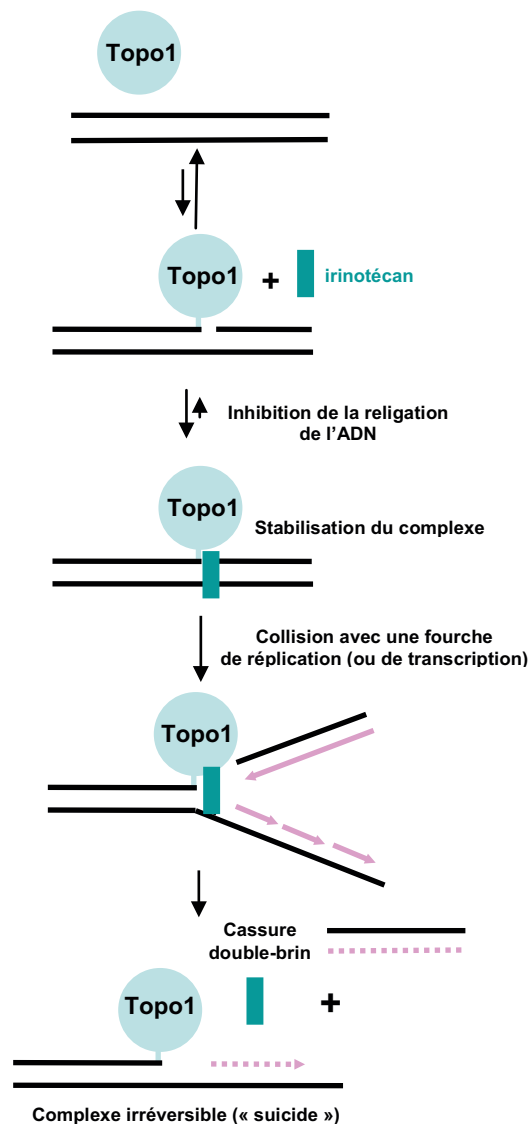 Topo1
Topo1
+
irinotécan
Inhibition de la religation
de l'ADN
Topo1
Stabilisation du complexe
Collision avec une fourche
de réplication (ou de transcription)
Topo1
Cassure
double-brin
Topo1
+
Complexe irréversible (« suicide »)